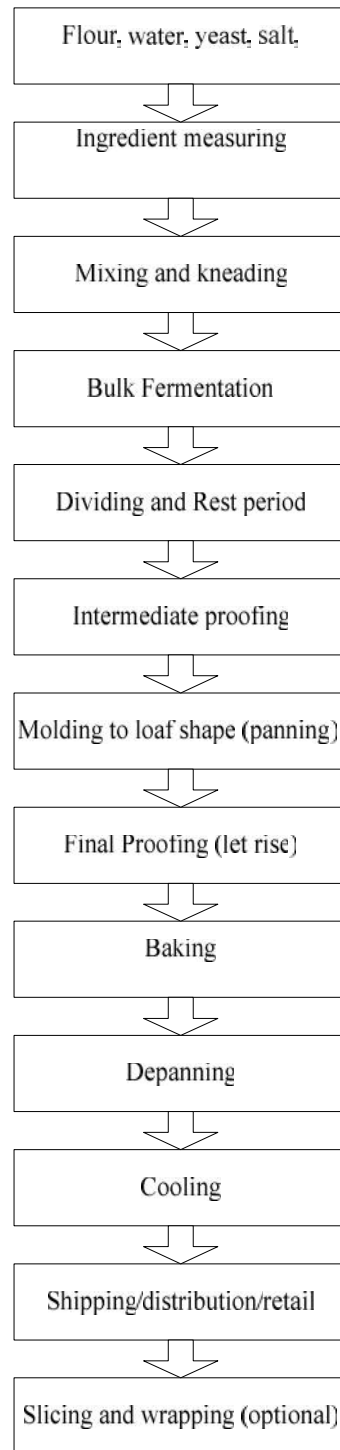 Flour, water, yeast, salt,
Ingredient measuring
Mixing and kneading
Bulk Fermentation
Dividing and Rest period
Intermediate proofing
Molding to loaf shape (panning)
Final Proofing (let rise)
Baking
Depanning
Cooling
Shipping/distribution/retail
Slicing and wrapping (optional)